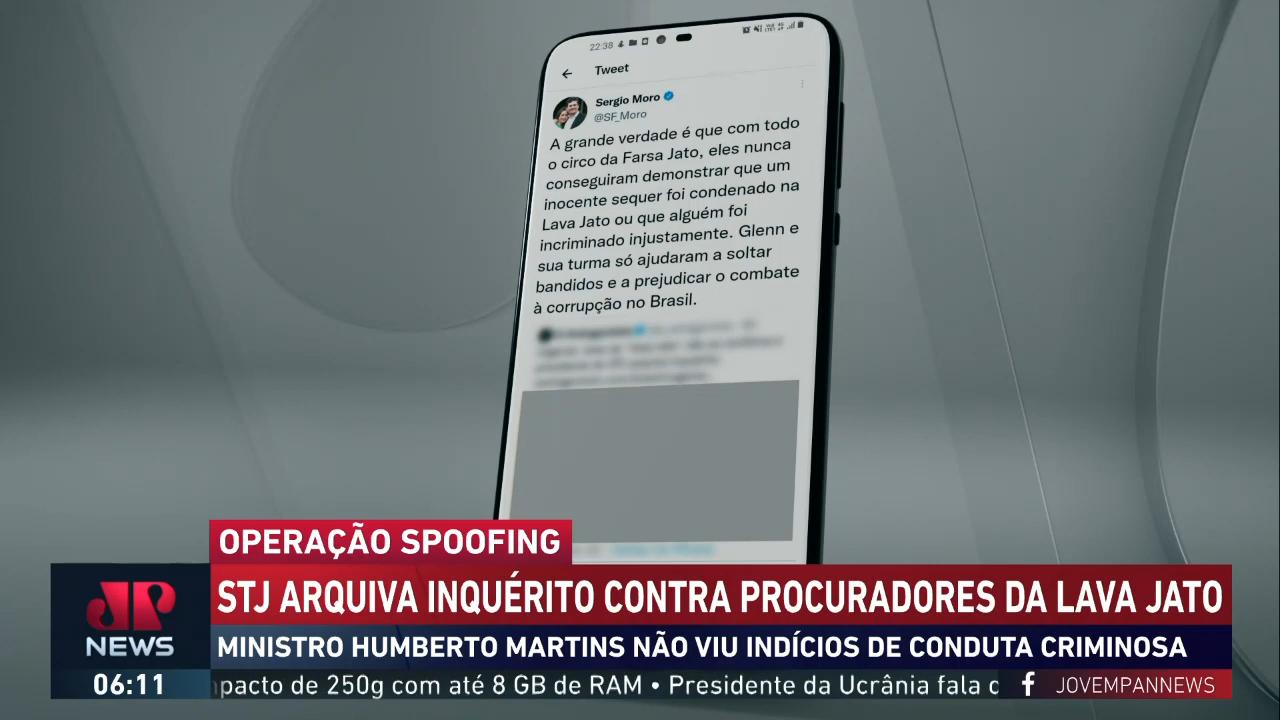 22:38
Tweet
Sergio Moro
@SF_Moro
A grande verdade é que com todo
o circo da Farsa Jato, eles nunca
conseguiram demonstrar que um
inocente sequer foi condenado na
Lava Jato ou que alguém foi
incriminado injustamente. Glenn e
sua turma só ajudaram a soltar
bandidos e a prejudicar o combate
à corrupção no Brasil.
OPERAÇÃO SPOOFING
STJ ARQUIVA INQUÉRITO CONTRA PROCURADORES DA LAVA JATO
MINISTRO HUMBERTO MARTINS NÃO VIU INDÍCIOS DE CONDUTA CRIMINOSA
JP
NEWS
06:11
mpacto de 250g com até 8 GB de RAM • Presidente da Ucrânia fala c
f JOVEMPANNEWS